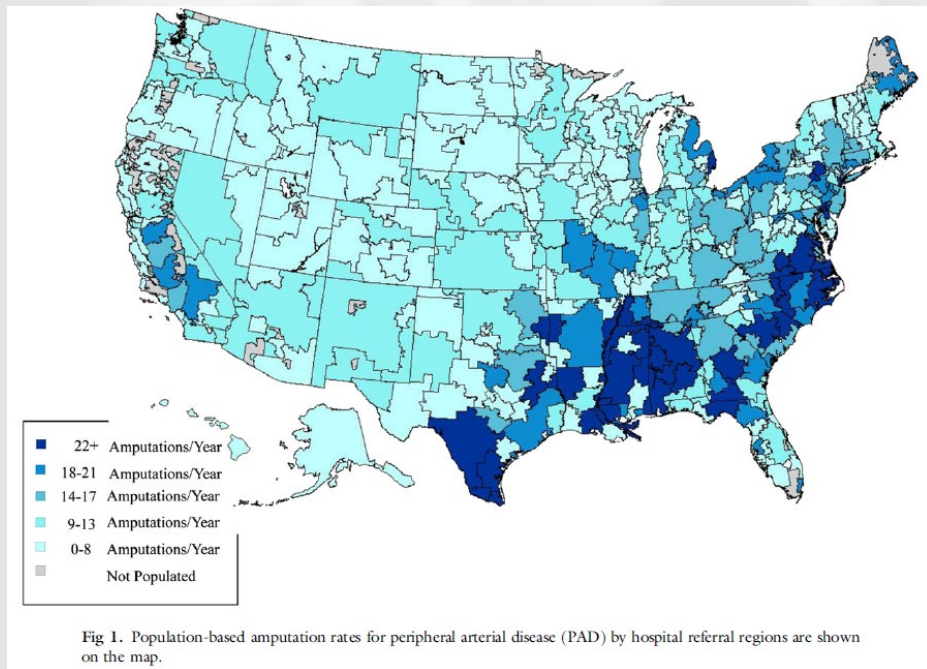 22+ Amputations/Year
18-21 Amputations/Year
14-17 Amputations/Year
9-13 Amputations/Year
0-8 Amputations/Year
Not Populated
Fig 1. Population-based amputation rates for peripheral arterial disease (PAD) by hospital referral regions are shown
on the map.